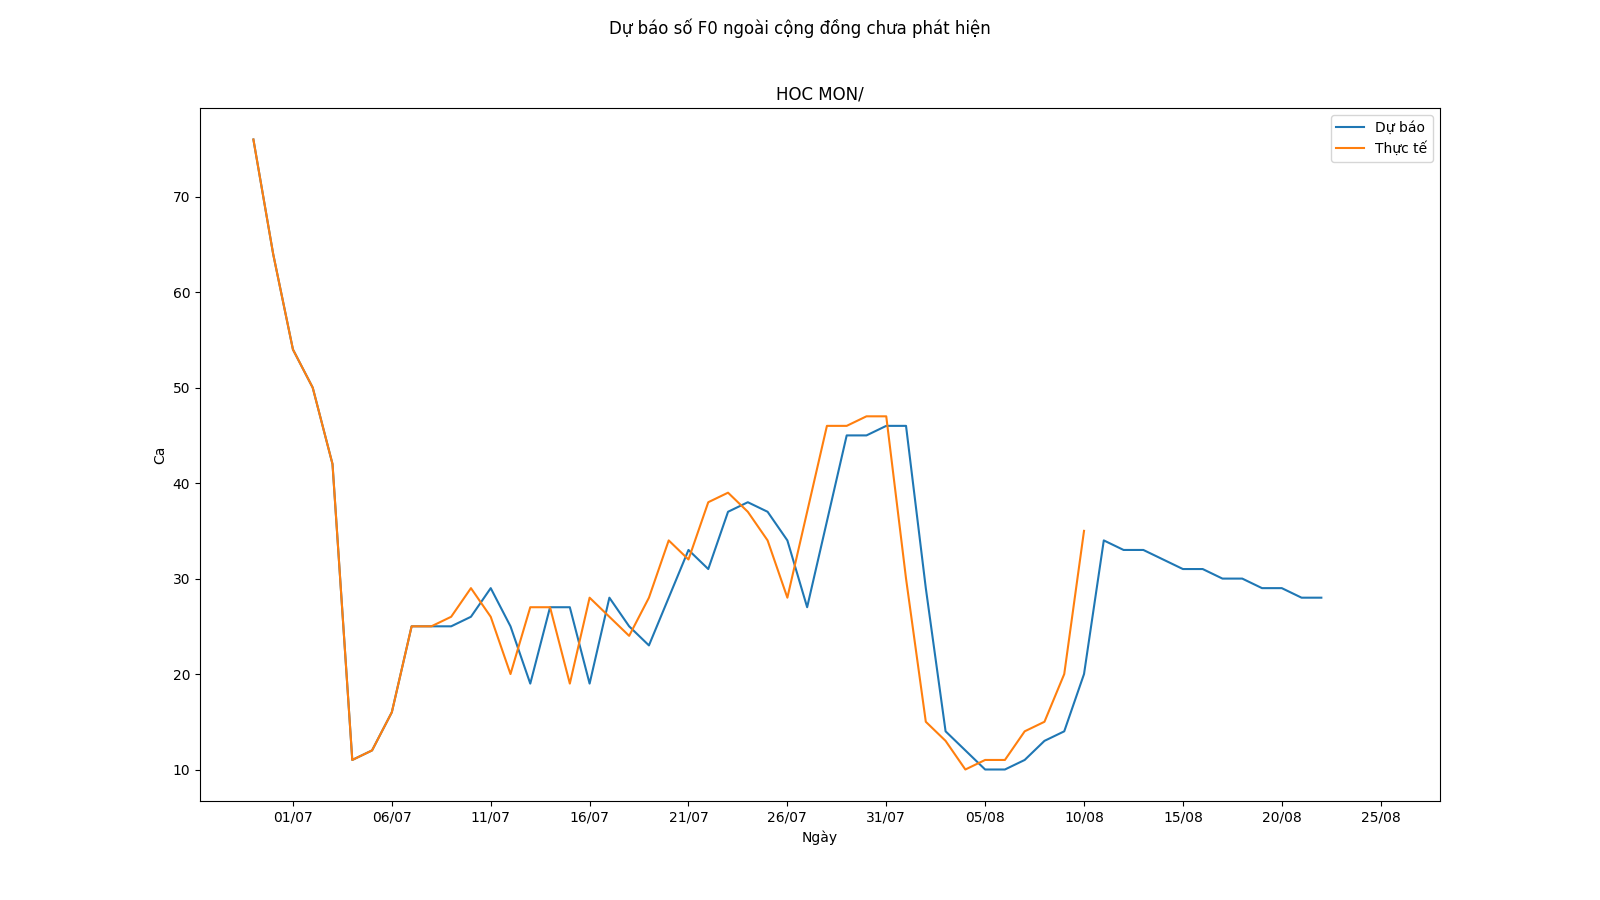 Dự báo số F0 ngoài cộng đồng chưa phát hiện
HOC MON/
Dự báo
Thực tế
70
60
50
40
30
20
10
Ca
01/07 06/07 11/07 16/07 21/07 26/07 31/07 05/08 10/08 15/08 20/08 25/08
Ngày